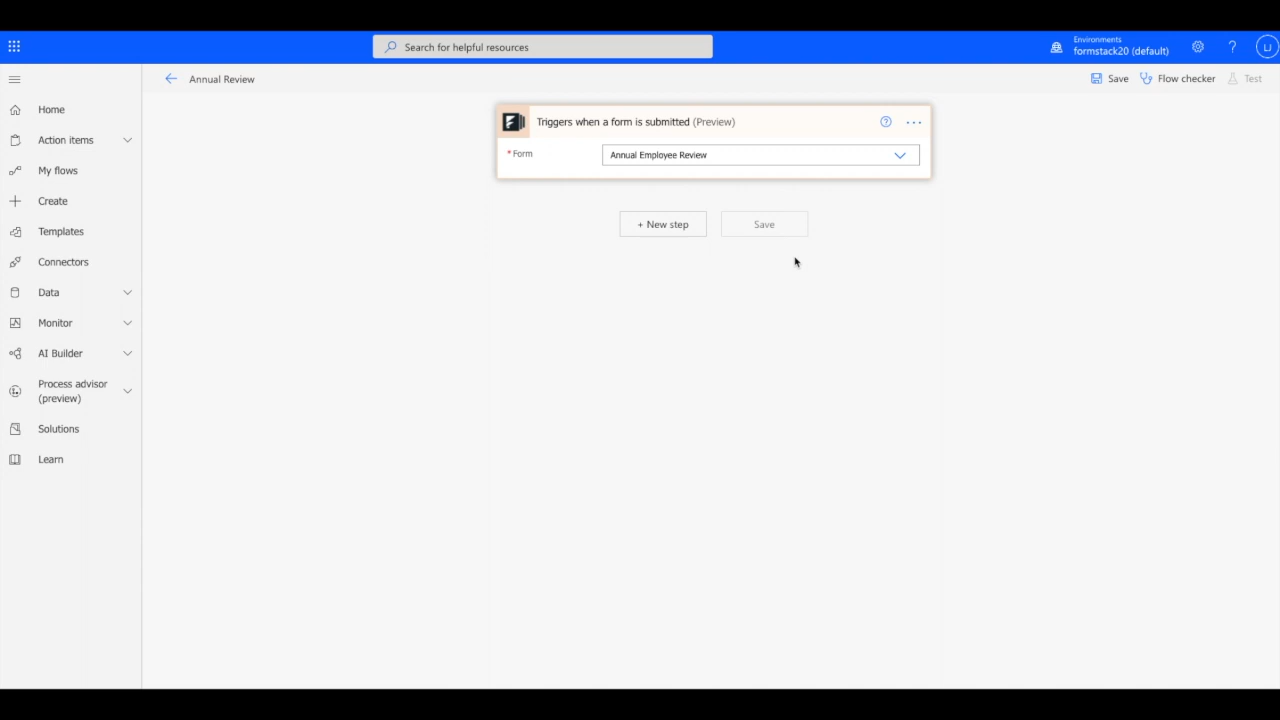 Search for helpful resources
Environments
formstack20 (default)
?
LJ
Annual Review
Save
Flow checker
Test
Home
Action items
My flows
Create
Templates
Connectors
Data
Monitor
AI Builder
Process advisor
(preview)
Solutions
Learn
Triggers when a form is submitted (Preview)
?
...
* Form
Annual Employee Review
+ New step
Save